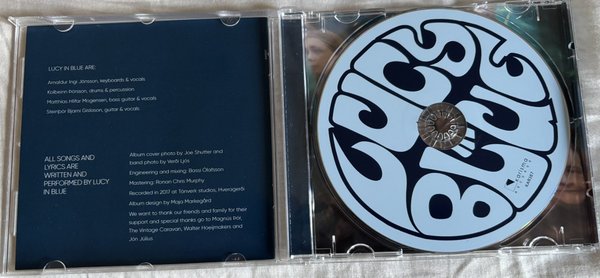 LUCY IN BLUE ARE:
Arnaldur Ingi Jónsson, keyboards & vocals
Kolbeinn Þórsson, drums & percussion
Matthías Hlífar Mogensen, bass guitar & vocals
Steinþór Bjarni Gíslason, guitar & vocals
ALL SONGS AND
LYRICS ARE
WRITTEN AND
PERFORMED BY LUCY
IN BLUE
Album cover photo by Joe Shutter and
band photo by Verði Ljós
Engineering and mixing: Bassi Ólafsson
Mastering: Ronan Chris Murphy
Recorded in 2017 at Tónverk studios, Hveragerði
Album design by Maja Markegård
We want to thank our friends and family for their
support and special thanks go to Magnús Þór,
The Vintage Caravan, Walter Hoeijmakers and
Jón Júlíus
LUCY
IN
BLUE
karisma
records